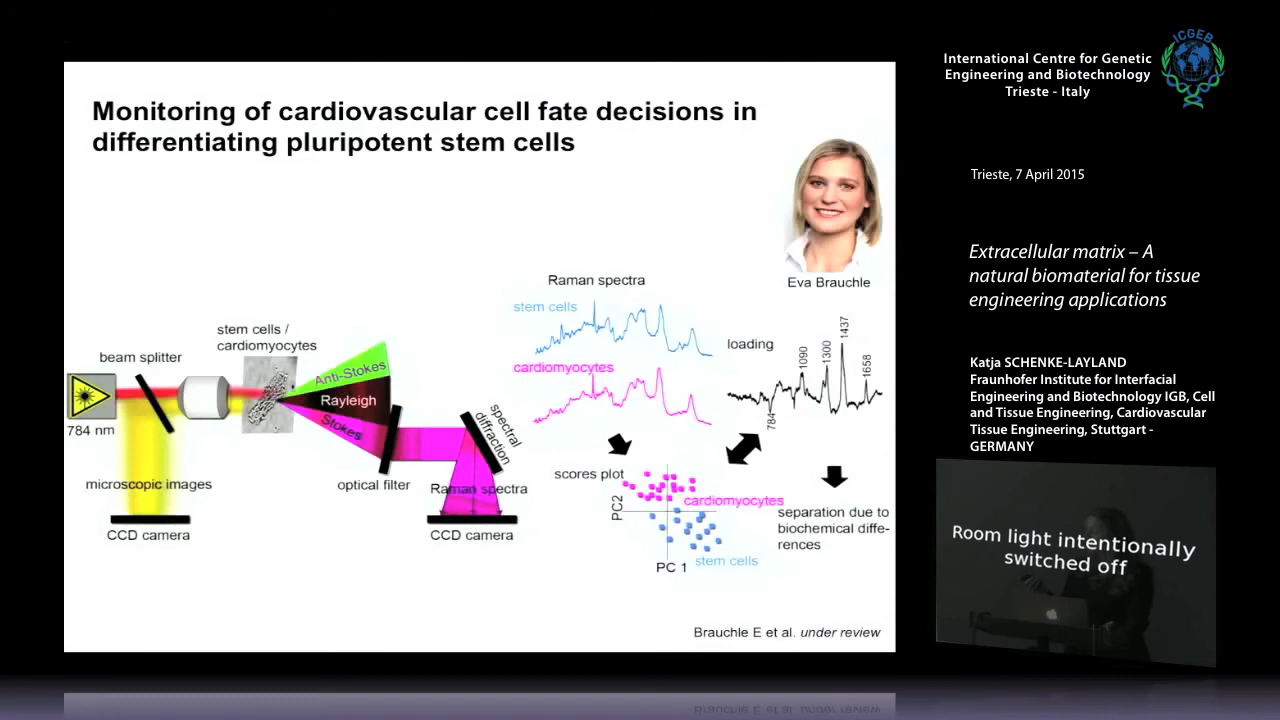 Monitoring of cardiovascular cell fate decisions in
differentiating pluripotent stem cells
Eva Brauchle
stem cells /
cardiomyocytes
beam splitter
784 nm
Anti-Stokes
Rayleigh
Stokes
microscopic images
CCD camera
optical filter
spectral
diffraction
Raman spectra
CCD camera
Raman spectra
stem cells
cardiomyocytes
loading
784
1090
1300
1437
1658
scores plot
PC2
cardiomyocytes
stem cells
PC 1
separation due to
biochemical diffe-
rences
Brauchle E et al. under review
International Centre for Genetic
Engineering and Biotechnology
Trieste - Italy
ICGEB
Trieste, 7 April 2015
Extracellular matrix – A
natural biomaterial for tissue
engineering applications
Katja SCHENKE-LAYLAND
Fraunhofer Institute for Interfacial
Engineering and Biotechnology IGB, Cell
and Tissue Engineering, Cardiovascular
Tissue Engineering, Stuttgart -
GERMANY
Room light intentionally
switched off